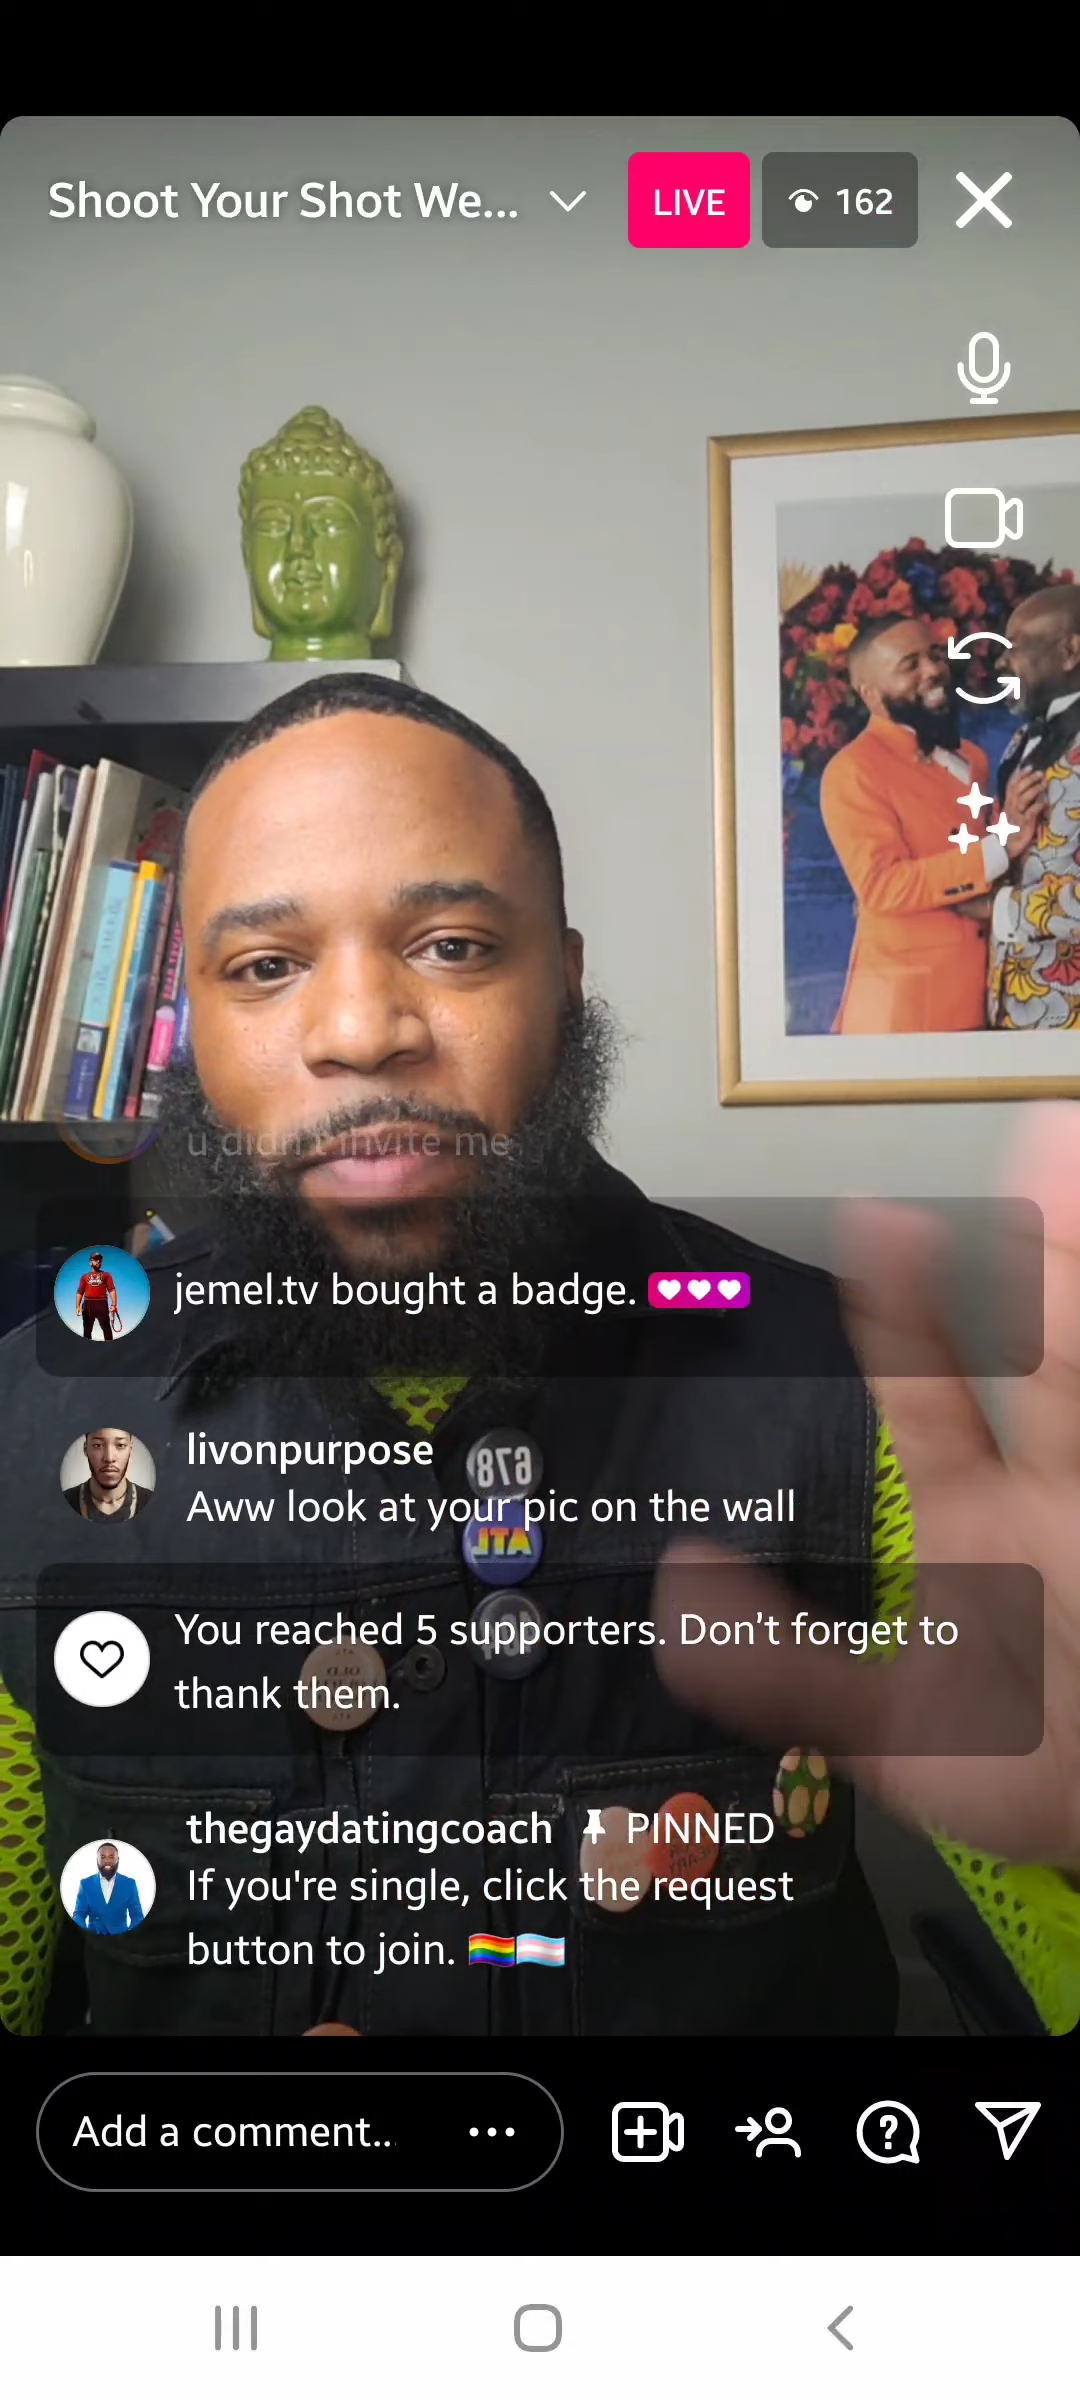 Shoot Your Shot We...
LIVE
162
u didn't invite me
jemel.tv bought a badge.
livonpurpose
Aww look at your pic on the wall
678
ATL
You reached 5 supporters. Don't forget to
thank them.
thegaydatingcoach PINNED
If you're single, click the request
button to join. 🏳️‍🌈🏳️‍⚧️
Add a comment...